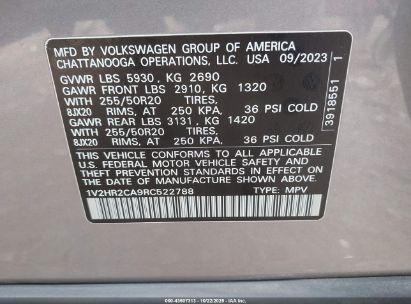 MFD BY VOLKSWAGEN GROUP OF AMERICA
CHATTANOOGA OPERATIONS, LLC. USA 09/2023
GVWR LBS 5930, KG 2690
GAWR FRONT LBS 2910, KG 1320
WITH 255/50R20 TIRES,
8JX20 RIMS, AT 250 KPA, 36 PSI COLD
GAWR REAR LBS 3131, KG 1420
WITH 255/50R20 TIRES,
8JX20 RIMS, AT 250 KPA, 36 PSI COLD
THIS VEHICLE CONFORMS TO ALL APPLICABLE
U.S. FEDERAL MOTOR VEHICLE SAFETY AND
THEFT PREVENTION STANDARDS IN EFFECT
ON THE DATE OF MANUFACTURE SHOWN ABOVE.
1V2HR2CA9RC522788 TYPE: MPV
3918551 1